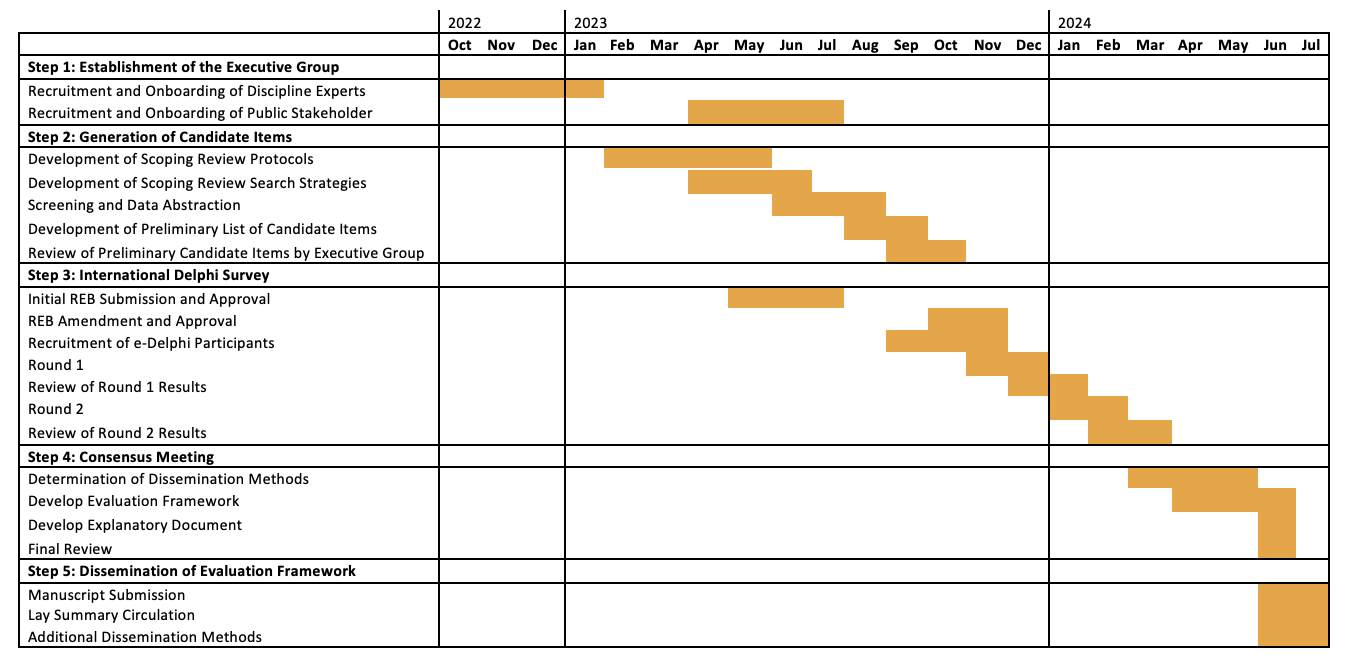 2022 2023 2024
Oct Nov Dec Jan Feb Mar Apr May Jun Jul Aug Sep Oct Nov Dec Jan Feb Mar Apr May Jun Jul
Step 1: Establishment of the Executive Group
Recruitment and Onboarding of Discipline Experts
Recruitment and Onboarding of Public Stakeholder
Step 2: Generation of Candidate Items
Development of Scoping Review Protocols
Development of Scoping Review Search Strategies
Screening and Data Abstraction
Development of Preliminary List of Candidate Items
Review of Preliminary Candidate Items by Executive Group
Step 3: International Delphi Survey
Initial REB Submission and Approval
REB Amendment and Approval
Recruitment of e-Delphi Participants
Round 1
Review of Round 1 Results
Round 2
Review of Round 2 Results
Step 4: Consensus Meeting
Determination of Dissemination Methods
Develop Evaluation Framework
Develop Explanatory Document
Final Review
Step 5: Dissemination of Evaluation Framework
Manuscript Submission
Lay Summary Circulation
Additional Dissemination Methods